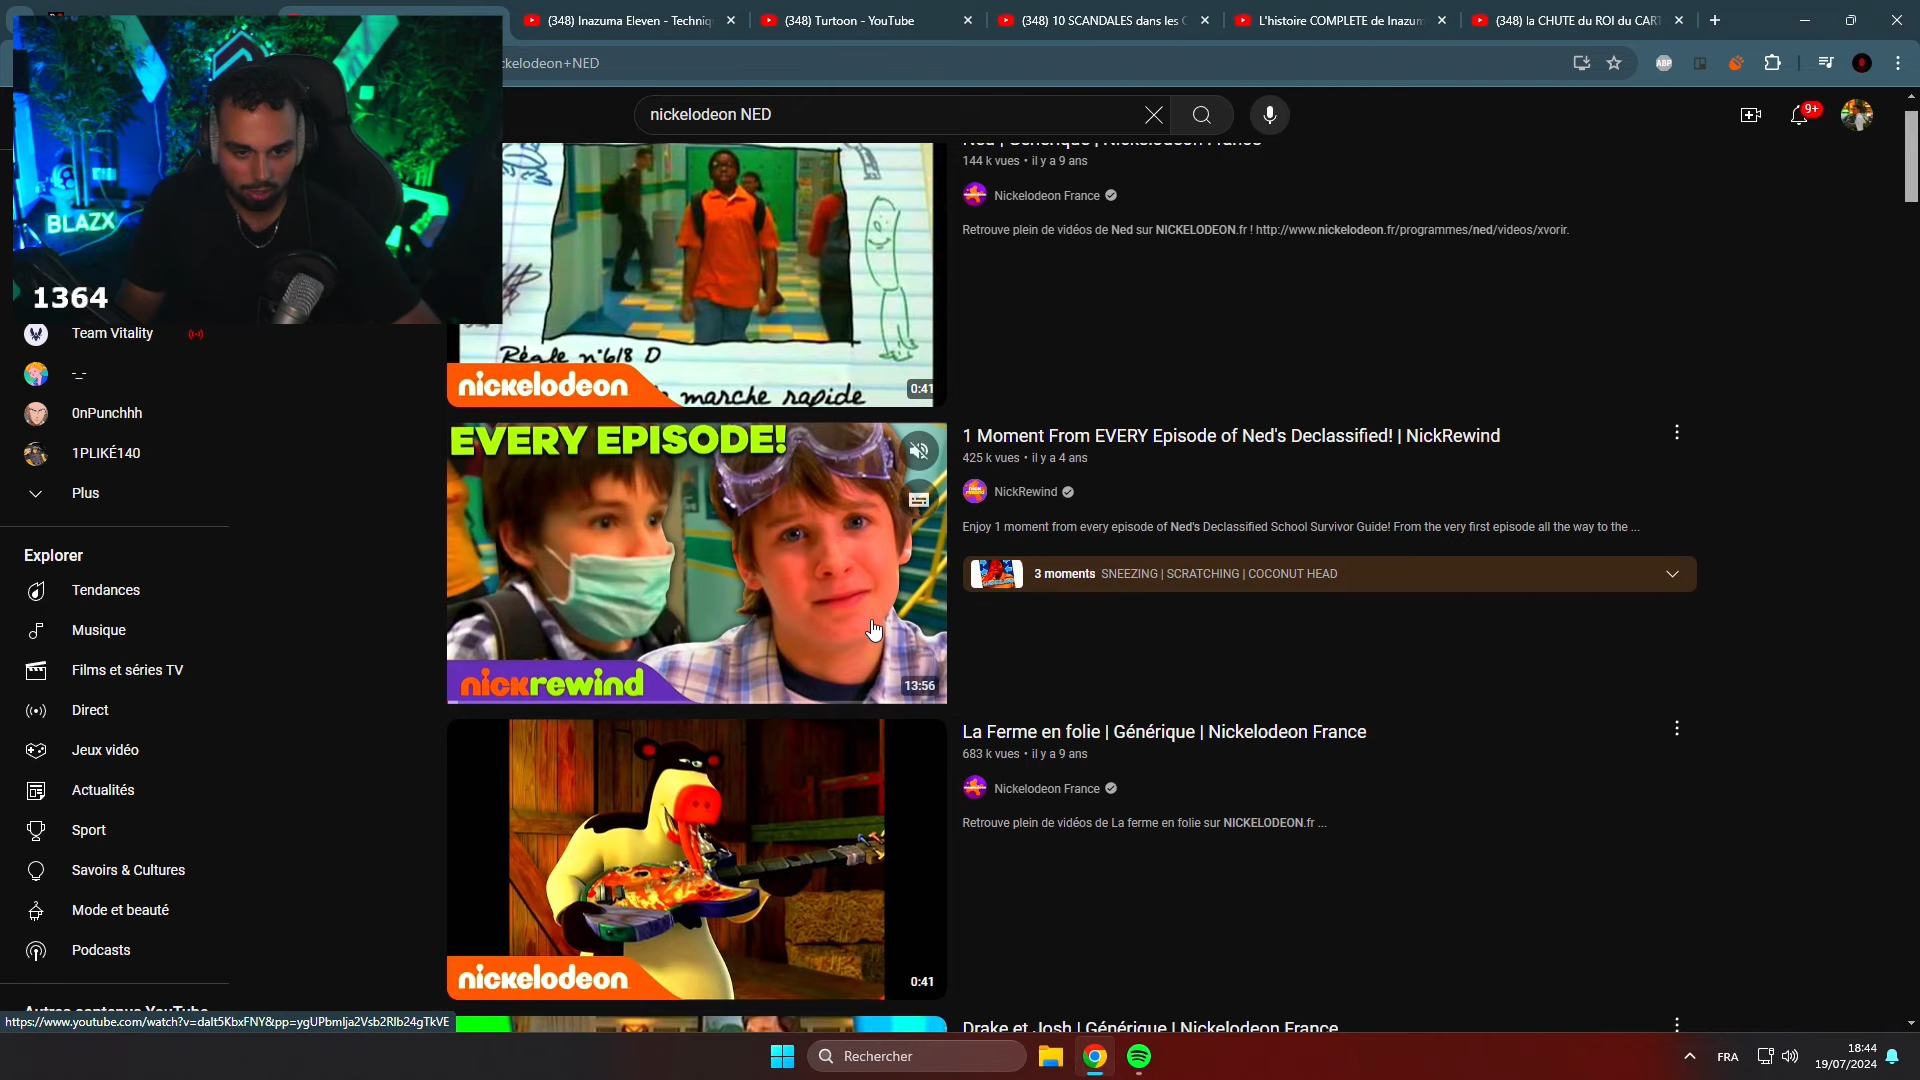 (348) Inazuma Eleven - Techniq
(348) Turtoon - YouTube
(348) 10 SCANDALES dans les
L'histoire COMPLETE de Inazum
(348) la CHUTE du ROI du CAR
ckelodeon+NED
ABP
nickelodeon NED
9+
BLAZX
1364
Team Vitality
-_-
0nPunchhh
1PLIKÉ140
Plus
Explorer
Tendances
Musique
Films et séries TV
Direct
Jeux vidéo
Actualités
Sport
Savoirs & Cultures
Mode et beauté
Podcasts
Autres contenus YouTube
https://www.youtube.com/watch?v=dalt5KbxFNY&pp=ygUPbmlja2Vsb2Rlb24gTkVE
Ned | Générique | Nickelodeon France
144 k vues • il y a 9 ans
Nickelodeon France
Retrouve plein de vidéos de Ned sur NICKELODEON.fr ! http://www.nickelodeon.fr/programmes/ned/videos/xvorir.
Règle n°618 D
marche rapide
nickelodeon
0:41
EVERY EPISODE!
nickrewind
13:56
1 Moment From EVERY Episode of Ned's Declassified! | NickRewind
425 k vues • il y a 4 ans
NickRewind
Enjoy 1 moment from every episode of Ned's Declassified School Survivor Guide! From the very first episode all the way to the ...
3 moments SNEEZING | SCRATCHING | COCONUT HEAD
nickelodeon
0:41
La Ferme en folie | Générique | Nickelodeon France
683 k vues • il y a 9 ans
Nickelodeon France
Retrouve plein de vidéos de La ferme en folie sur NICKELODEON.fr ...
Drake et Josh | Générique | Nickelodeon France
Rechercher
FRA
18:44
19/07/2024